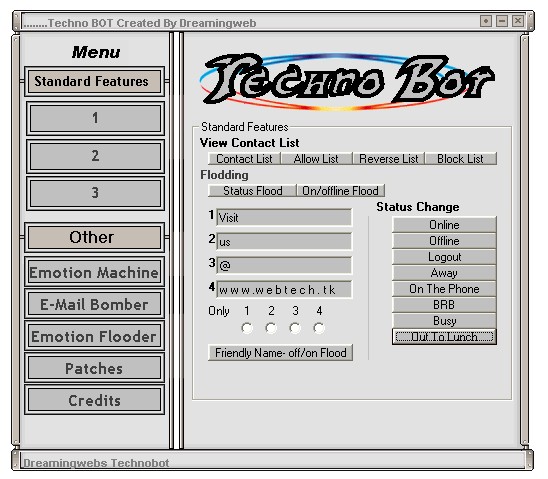 ........Techno BOT Created By Dreamingweb
Menu
Standard Features
1
2
3
Other
Emotion Machine
E-Mail Bomber
Emotion Flooder
Patches
Credits
Techno Bot
Standard Features
View Contact List
Contact List Allow List Reverse List Block List
Flodding
Status Flood On/offline Flood
1 Visit
2 us
3 @
4 www.webtech.tk
Only 1 2 3 4
Friendly Name- off/on Flood
Status Change
Online
Offline
Logout
Away
On The Phone
BRB
Busy
Out To Lunch
Dreamingwebs Technobot